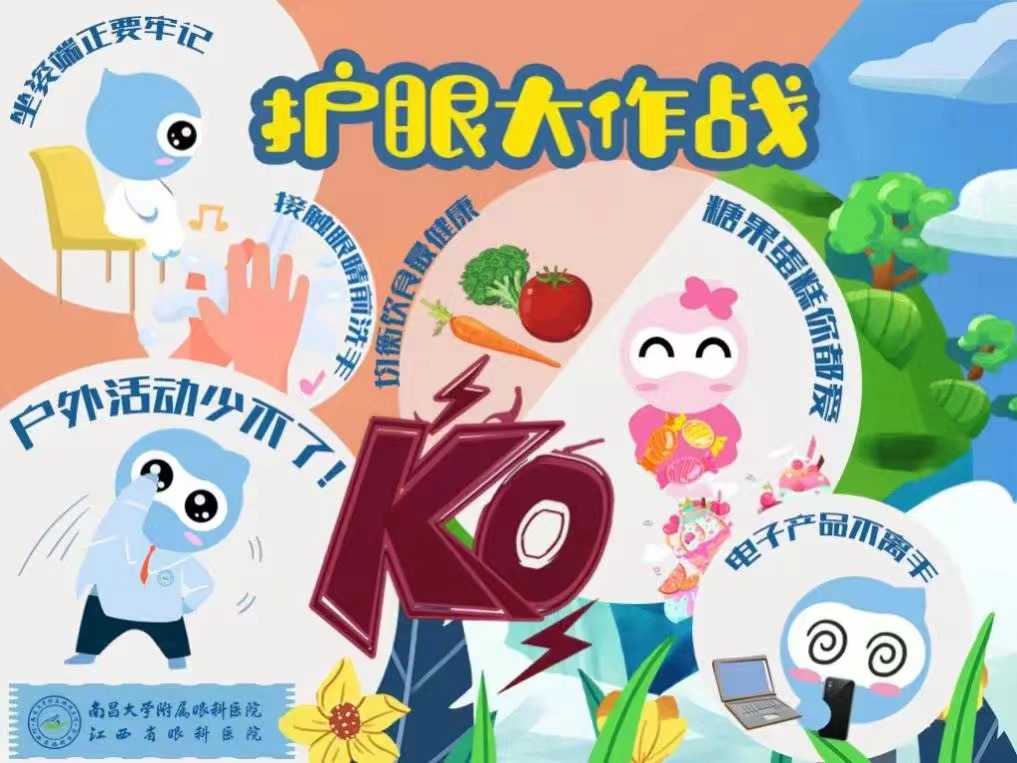 护眼大作战
坐姿端正要牢记
接触眼睛前洗手
均衡饮食最健康
糖果蛋糕你都爱
户外活动少不了!
KO
电子产品不离手
南昌大学附属眼科医院
江西省眼科医院